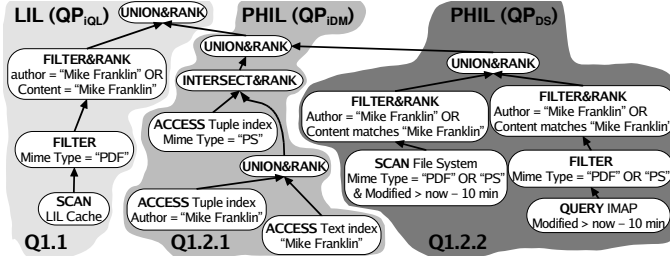 LIL (QPiQL)
UNION&RANK
FILTER&RANK
author = “Mike Franklin” OR
Content = “Mike Franklin”
FILTER
Mime Type = “PDF”
SCAN
LIL Cache
Q1.1
PHIL (QPiDM)
UNION&RANK
INTERSECT&RANK
ACCESS Tuple index
Mime Type = “PS”
UNION&RANK
ACCESS Tuple index
Author = “Mike Franklin”
ACCESS Text index
“Mike Franklin”
Q1.2.1
PHIL (QPDS)
UNION&RANK
FILTER&RANK
Author = “Mike Franklin” OR
Content matches “Mike Franklin”
SCAN File System
Mime Type = “PDF” OR “PS”
& Modified > now – 10 min
FILTER&RANK
Author = “Mike Franklin” OR
Content matches “Mike Franklin”
FILTER
Mime Type = “PDF” OR “PS”
QUERY IMAP
Modified > now – 10 min
Q1.2.2